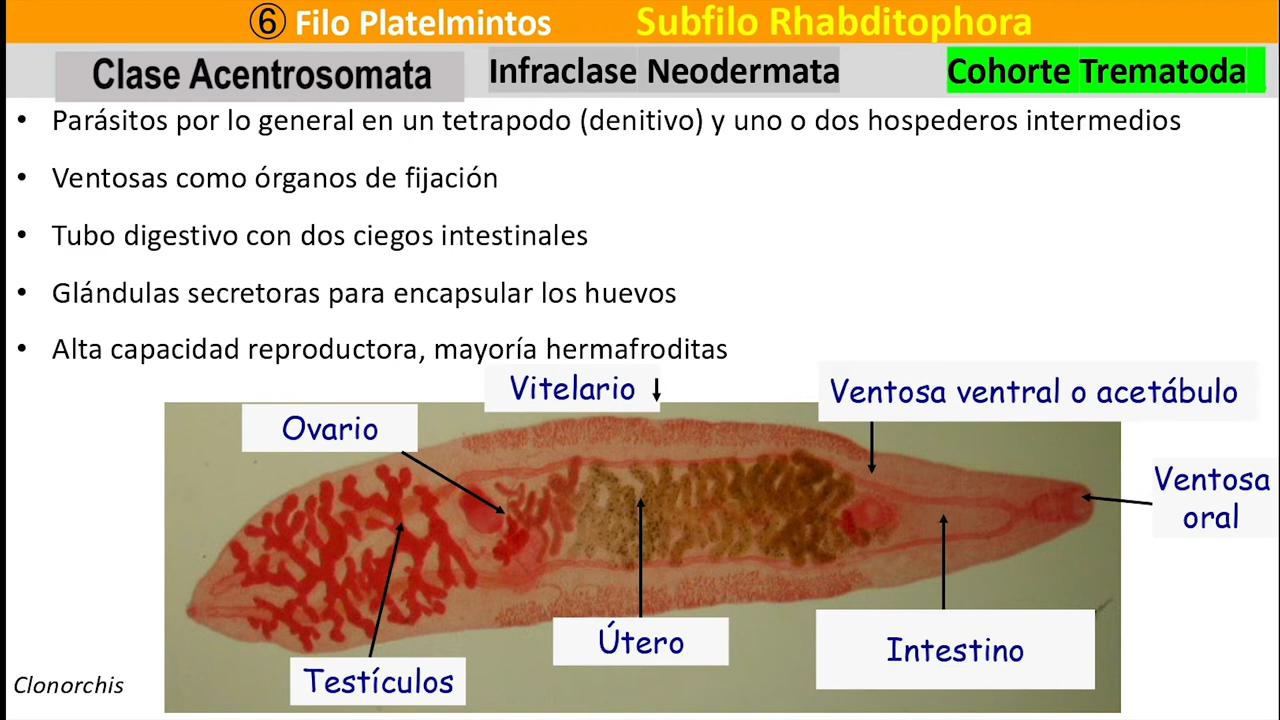 ⑥ Filo Platelmintos Subfilo Rhabditophora
Clase Acentrosomata Infraclase Neodermata Cohorte Trematoda
• Parásitos por lo general en un tetrapodo (denitivo) y uno o dos hospederos intermedios
• Ventosas como órganos de fijación
• Tubo digestivo con dos ciegos intestinales
• Glándulas secretoras para encapsular los huevos
• Alta capacidad reproductora, mayoría hermafroditas
Vitelario
Ventosa ventral o acetábulo
Ovario
Ventosa
oral
Útero
Intestino
Testículos
Clonorchis